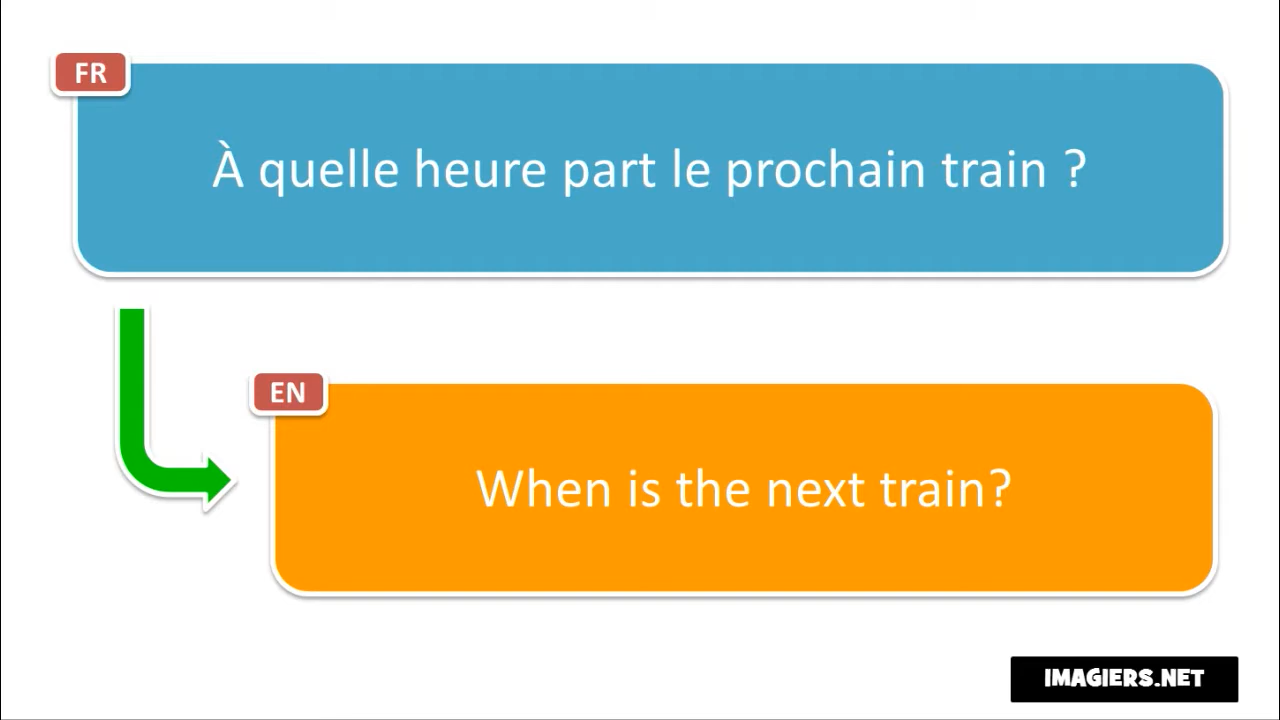 FR
À quelle heure part le prochain train ?
EN
When is the next train?
IMAGIERS.NET